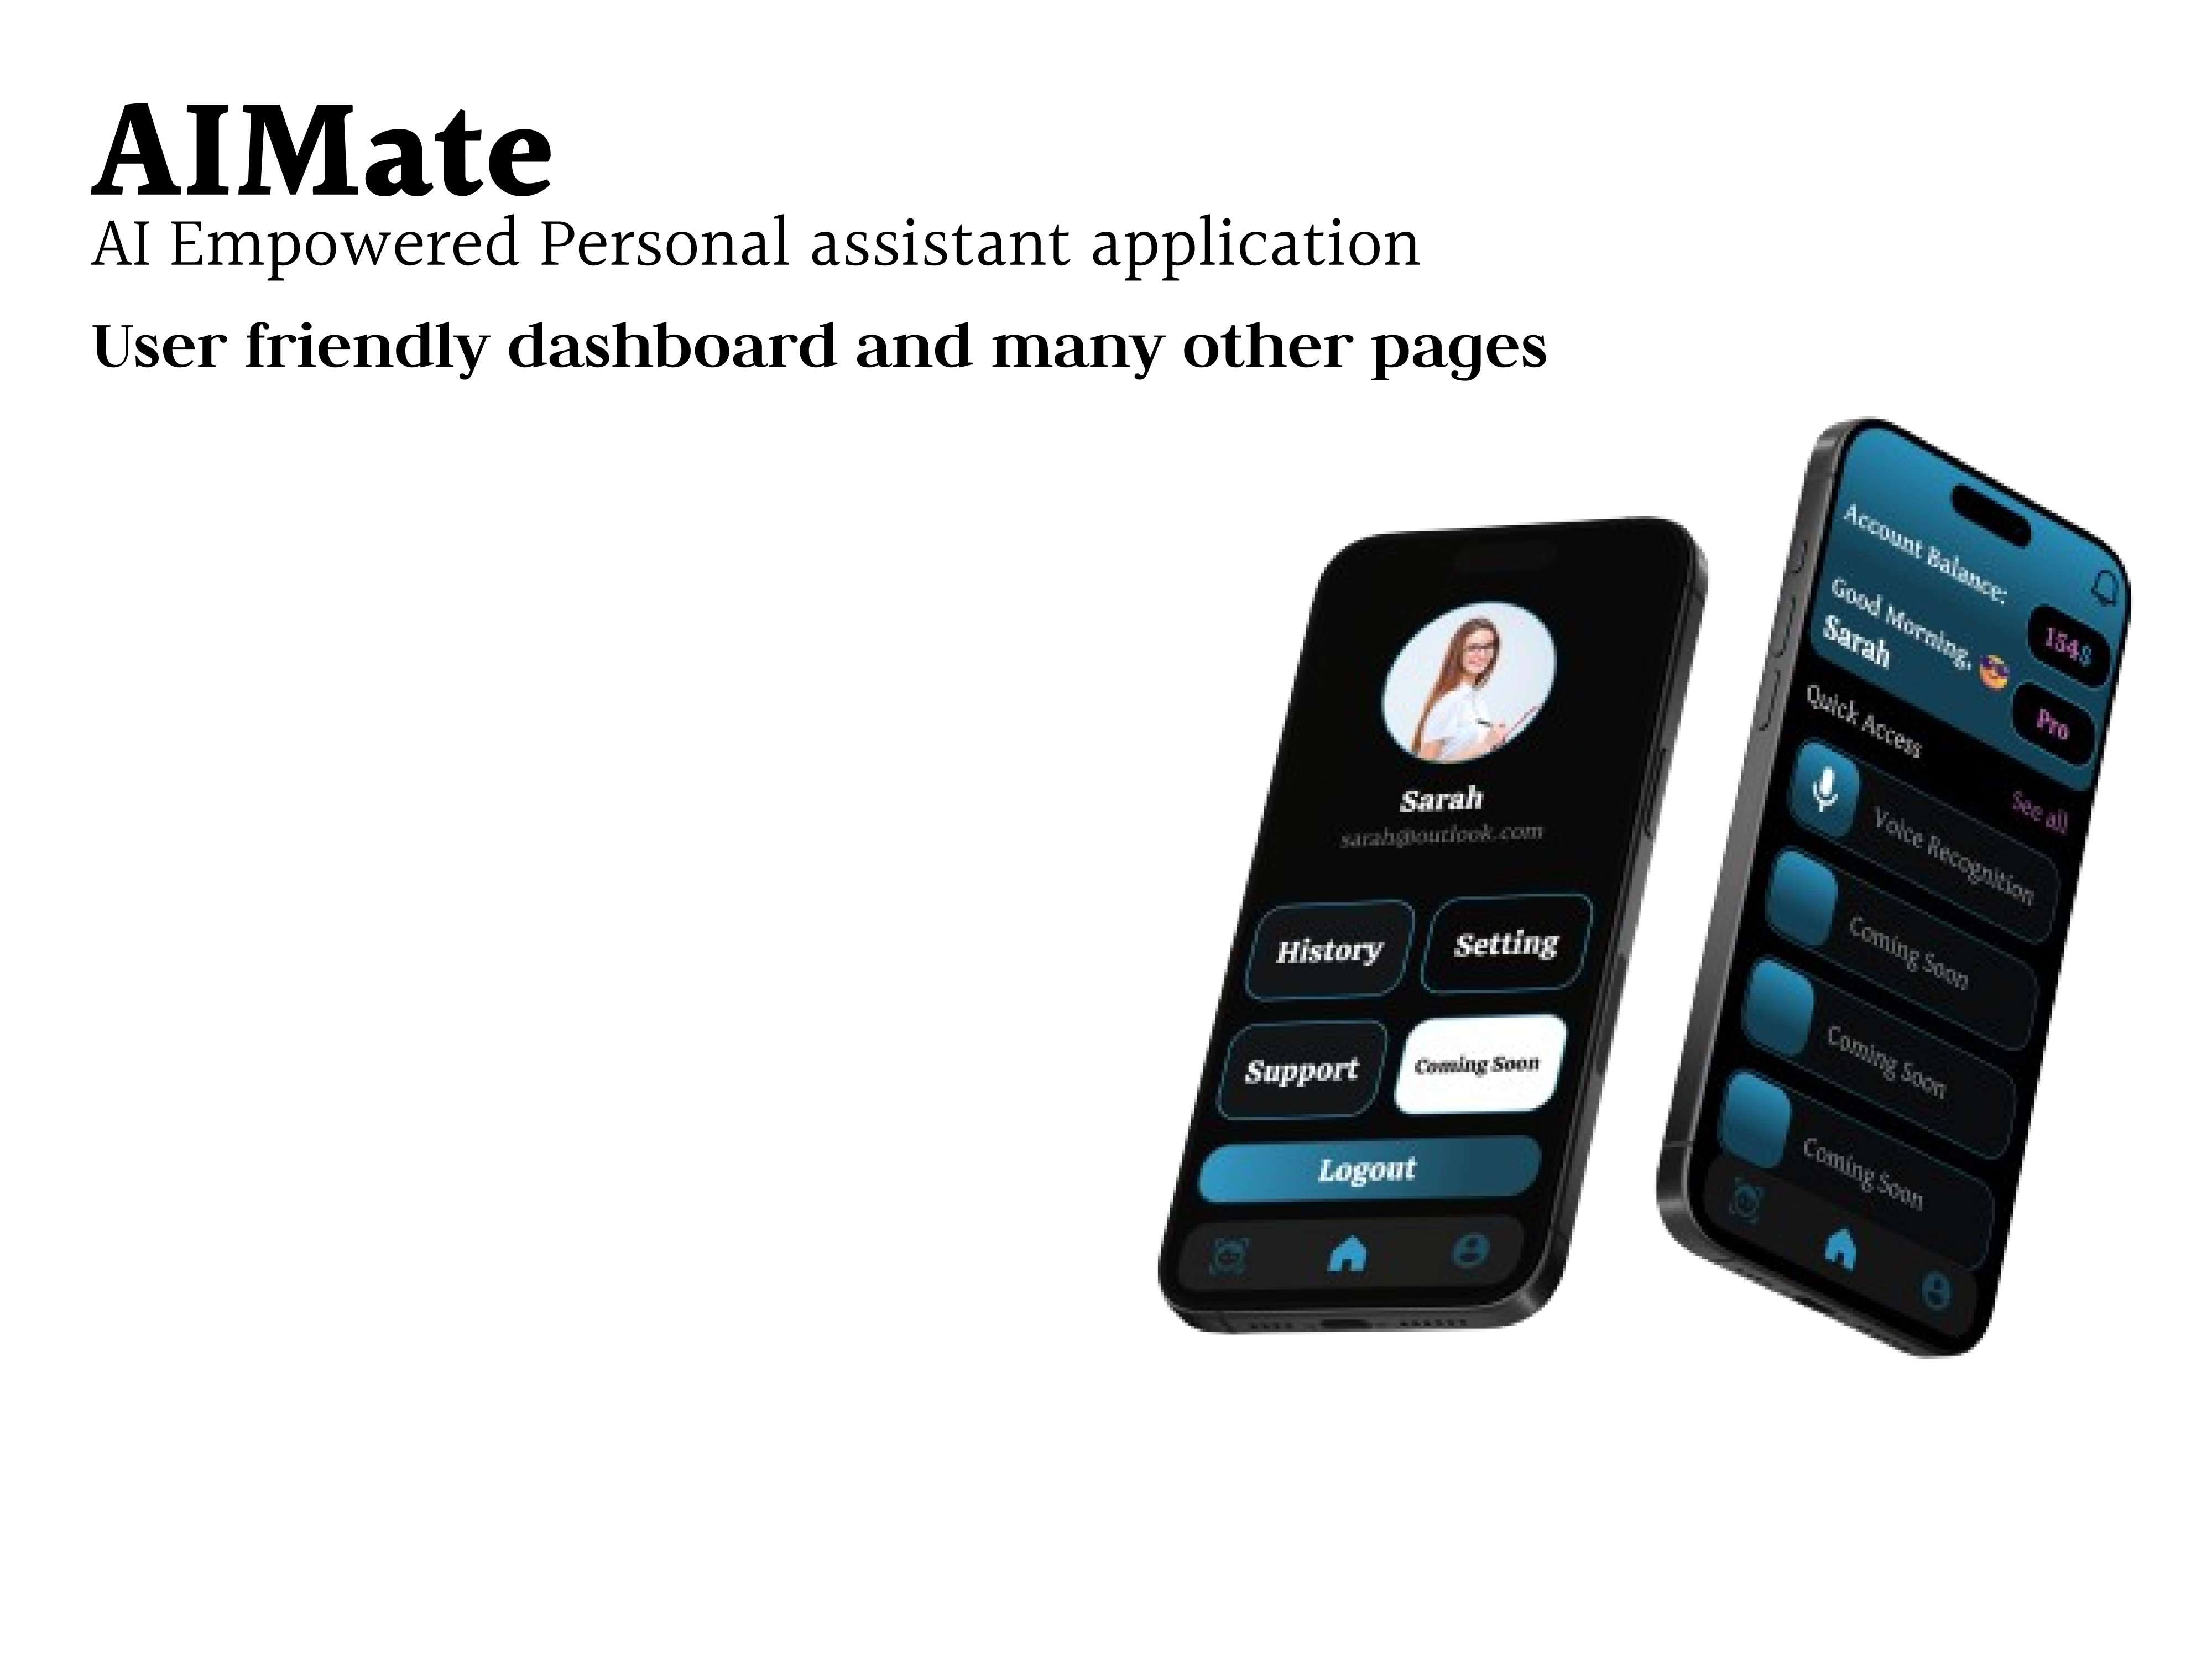 AIMate
AI Empowered Personal assistant application
User friendly dashboard and many other pages
Sarah
sarah@outlook.com
History
Setting
Support
Coming Soon
Logout
Account Balance:
154$
Good Morning,
Sarah
Pro
Quick Access
See all
Voice Recognition
Coming Soon
Coming Soon
Coming Soon